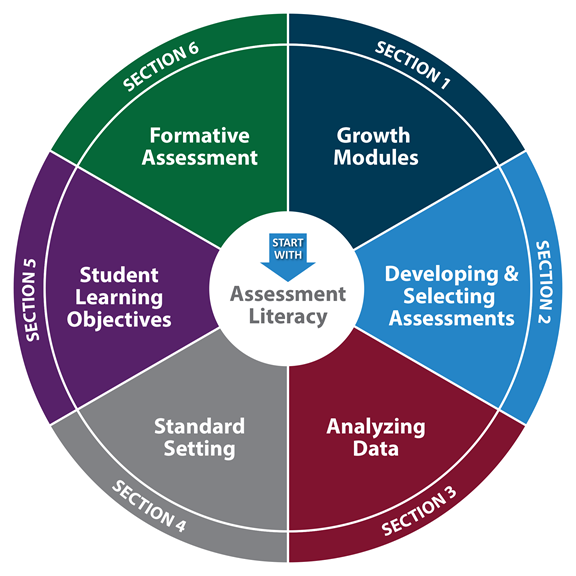 START
WITH
Assessment
Literacy
SECTION 1
Growth
Modules
SECTION 2
Developing &
Selecting
Assessments
SECTION 3
Analyzing
Data
SECTION 4
Standard
Setting
SECTION 5
Student
Learning
Objectives
SECTION 6
Formative
Assessment